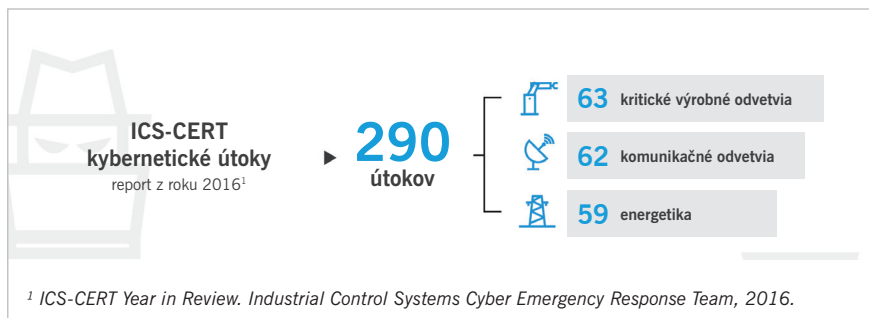 ICS-CERT
kybernetické útoky
report z roku 2016¹
290
útokov
63 kritické výrobné odvetvia
62 komunikačné odvetvia
59 energetika
¹ ICS-CERT Year in Review. Industrial Control Systems Cyber Emergency Response Team, 2016.